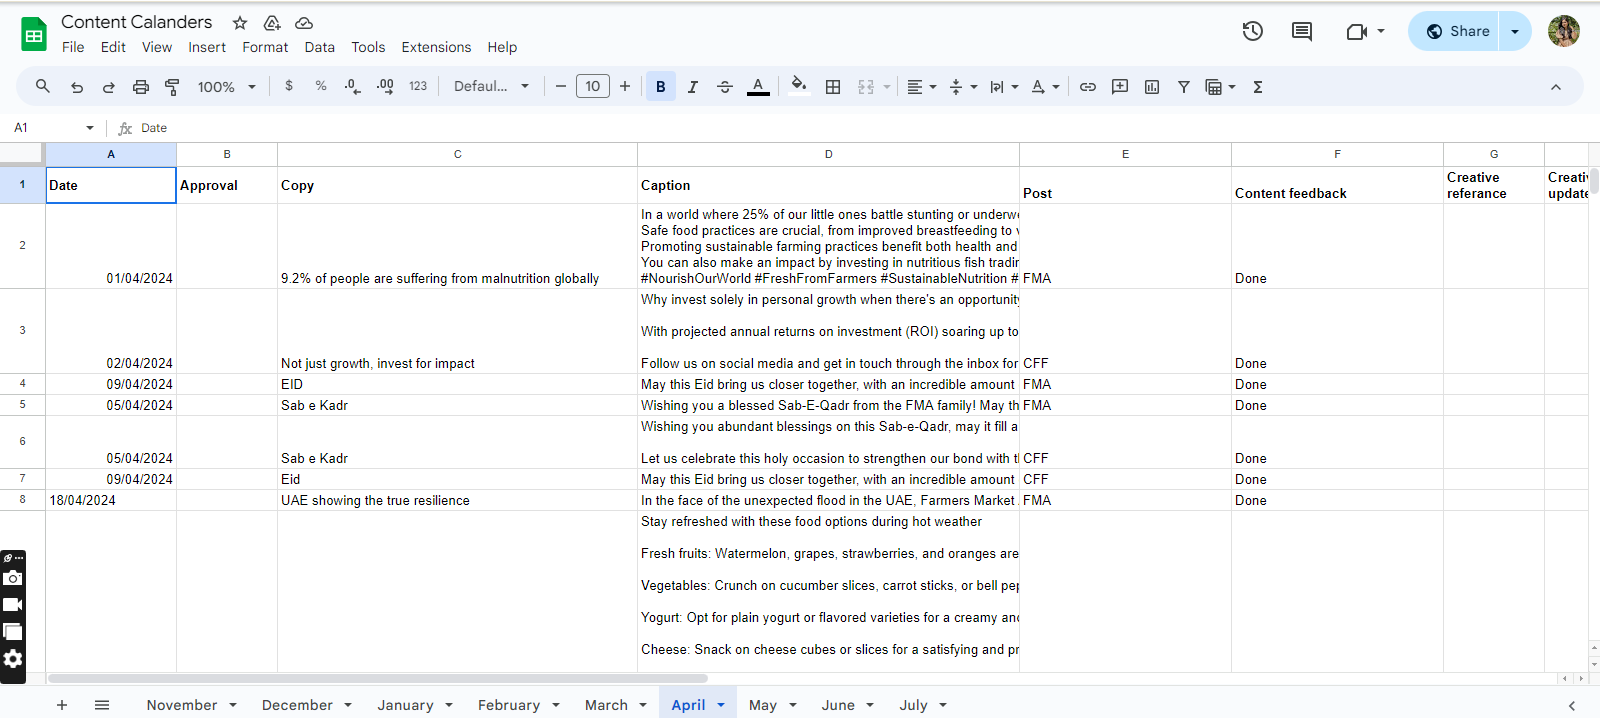 Content Calanders
File Edit View Insert Format Data Tools Extensions Help
Share
100% $ % .0 .00 123 Defaul... 10 B I A
A1 fx Date
A B C D E F G
1 Date Approval Copy Caption Post Content feedback Creative referance Creativ update
2 01/04/2024 9.2% of people are suffering from malnutrition globally
In a world where 25% of our little ones battle stunting or underw
Safe food practices are crucial, from improved breastfeeding to
Promoting sustainable farming practices benefit both health and
You can also make an impact by investing in nutritious fish tradin
#NourishOurWorld #FreshFromFarmers #SustainableNutrition # FMA Done
3 02/04/2024 Not just growth, invest for impact
Why invest solely in personal growth when there's an opportunity
With projected annual returns on investment (ROI) soaring up to
Follow us on social media and get in touch through the inbox for CFF Done
4 09/04/2024 EID May this Eid bring us closer together, with an incredible amount FMA Done
5 05/04/2024 Sab e Kadr Wishing you a blessed Sab-E-Qadr from the FMA family! May th FMA Done
6 05/04/2024 Sab e Kadr
Wishing you abundant blessings on this Sab-e-Qadr, may it fill a
Let us celebrate this holy occasion to strengthen our bond with t CFF Done
7 09/04/2024 Eid May this Eid bring us closer together, with an incredible amount CFF Done
8 18/04/2024 UAE showing the true resilience In the face of the unexpected flood in the UAE, Farmers Market FMA Done
Stay refreshed with these food options during hot weather
Fresh fruits: Watermelon, grapes, strawberries, and oranges are
Vegetables: Crunch on cucumber slices, carrot sticks, or bell pep
Yogurt: Opt for plain yogurt or flavored varieties for a creamy and
Cheese: Snack on cheese cubes or slices for a satisfying and pr
November December January February March April May June July